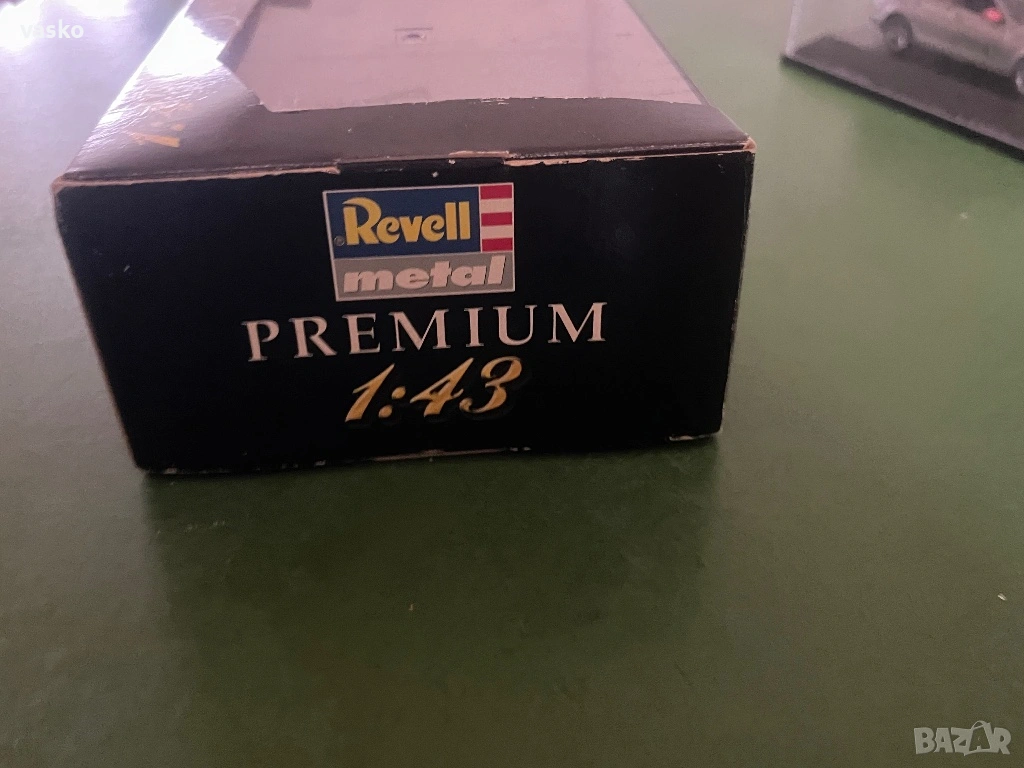 vasko
Revell
metal
PREMIUM
1:43
BAZAR